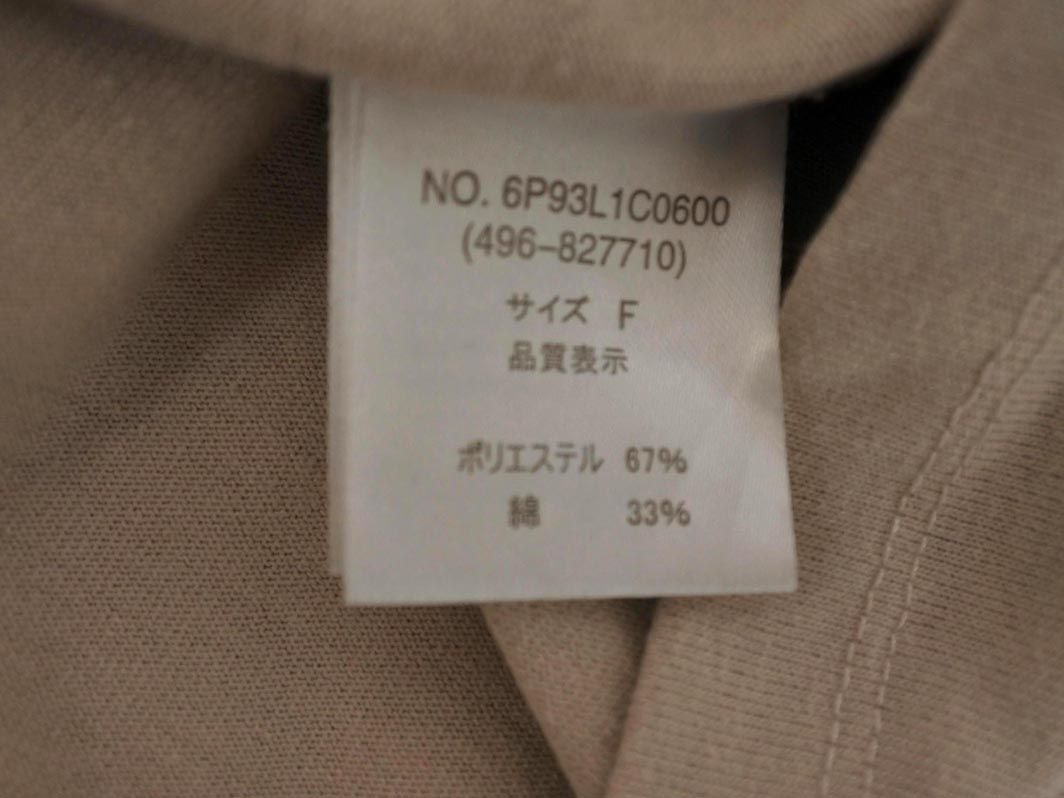 NO. 6P93L1C0600
(496-827710)
サイズ F
品質表示
ポリエステル 67%
綿 33%